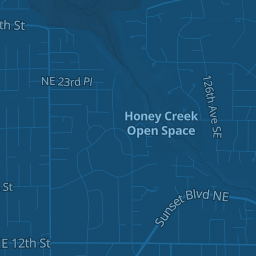 th St
NE 23rd Pl
126th Ave SE
Honey Creek
Open Space
St
Sunset Blvd NE
E 12th St